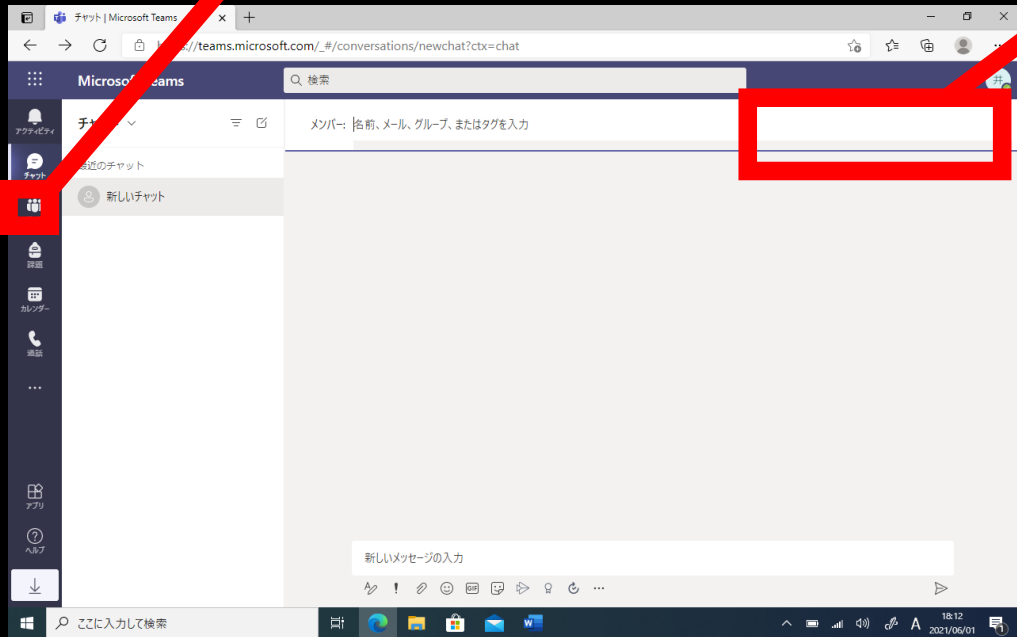 チャット | Microsoft Teams
//teams.microsoft.com/_#/conversations/newchat?ctx=chat
Microsoft Teams
検索
井
アクティビティ
チャット
課題
カレンダー
通話
アプリ
ヘルプ
最近のチャット
新しいチャット
メンバー: 名前、メール、グループ、またはタグを入力
新しいメッセージの入力
GIF
ここに入力して検索
W
A
18:12
2021/06/01
1